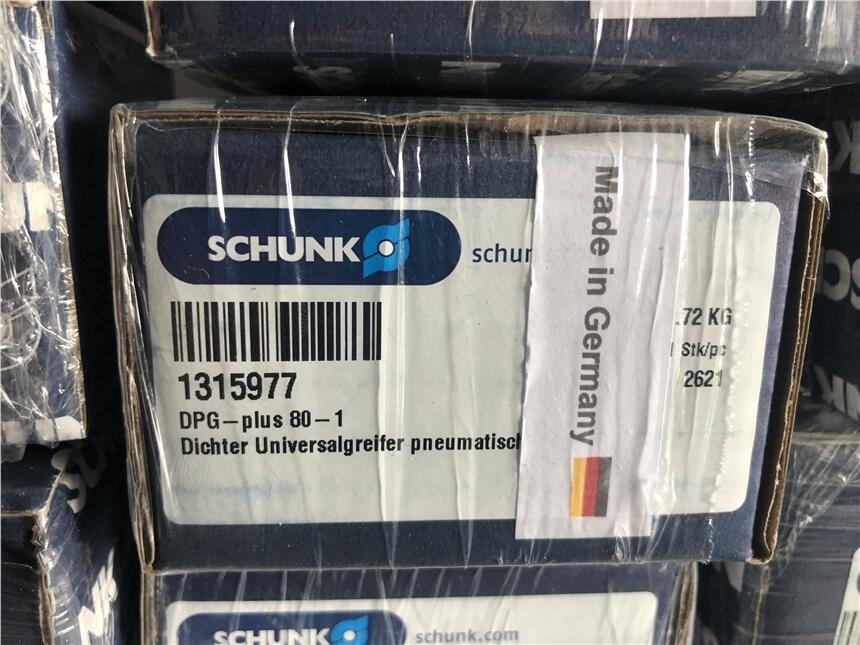 SCHUNK
schun
Made in Germany
.72 KG
Stk/pc
2621
1315977
DPG-plus 80-1
Dichter Universalgreifer pneumatisch
SCHUNK
schunk.com